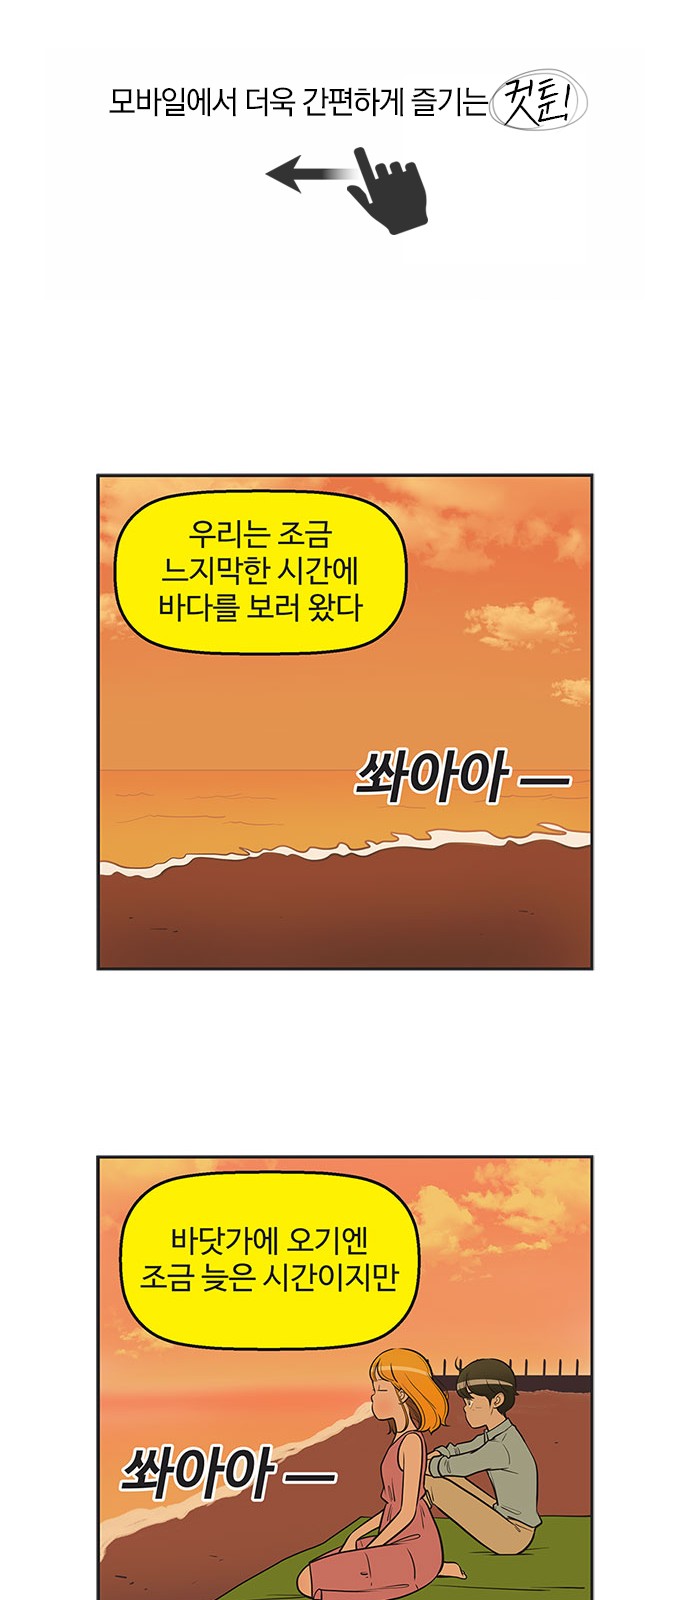 모바일에서 더욱 간편하게 즐기는 컷툰!
우리는 조금
느지막한 시간에
바다를 보러 왔다
쏴아아 —
바닷가에 오기엔
조금 늦은 시간이지만
쏴아아 —